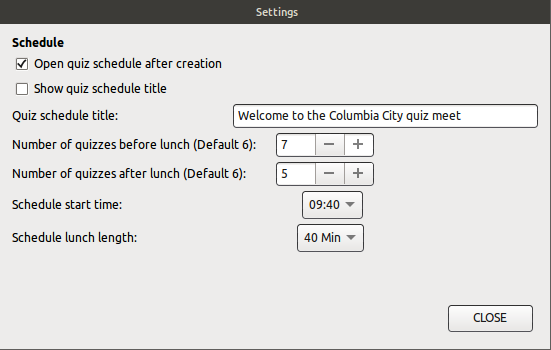 Settings
Schedule
Open quiz schedule after creation
Show quiz schedule title
Quiz schedule title: Welcome to the Columbia City quiz meet
Number of quizzes before lunch (Default 6): 7 − +
Number of quizzes after lunch (Default 6): 5 − +
Schedule start time: 09:40
Schedule lunch length: 40 Min
CLOSE